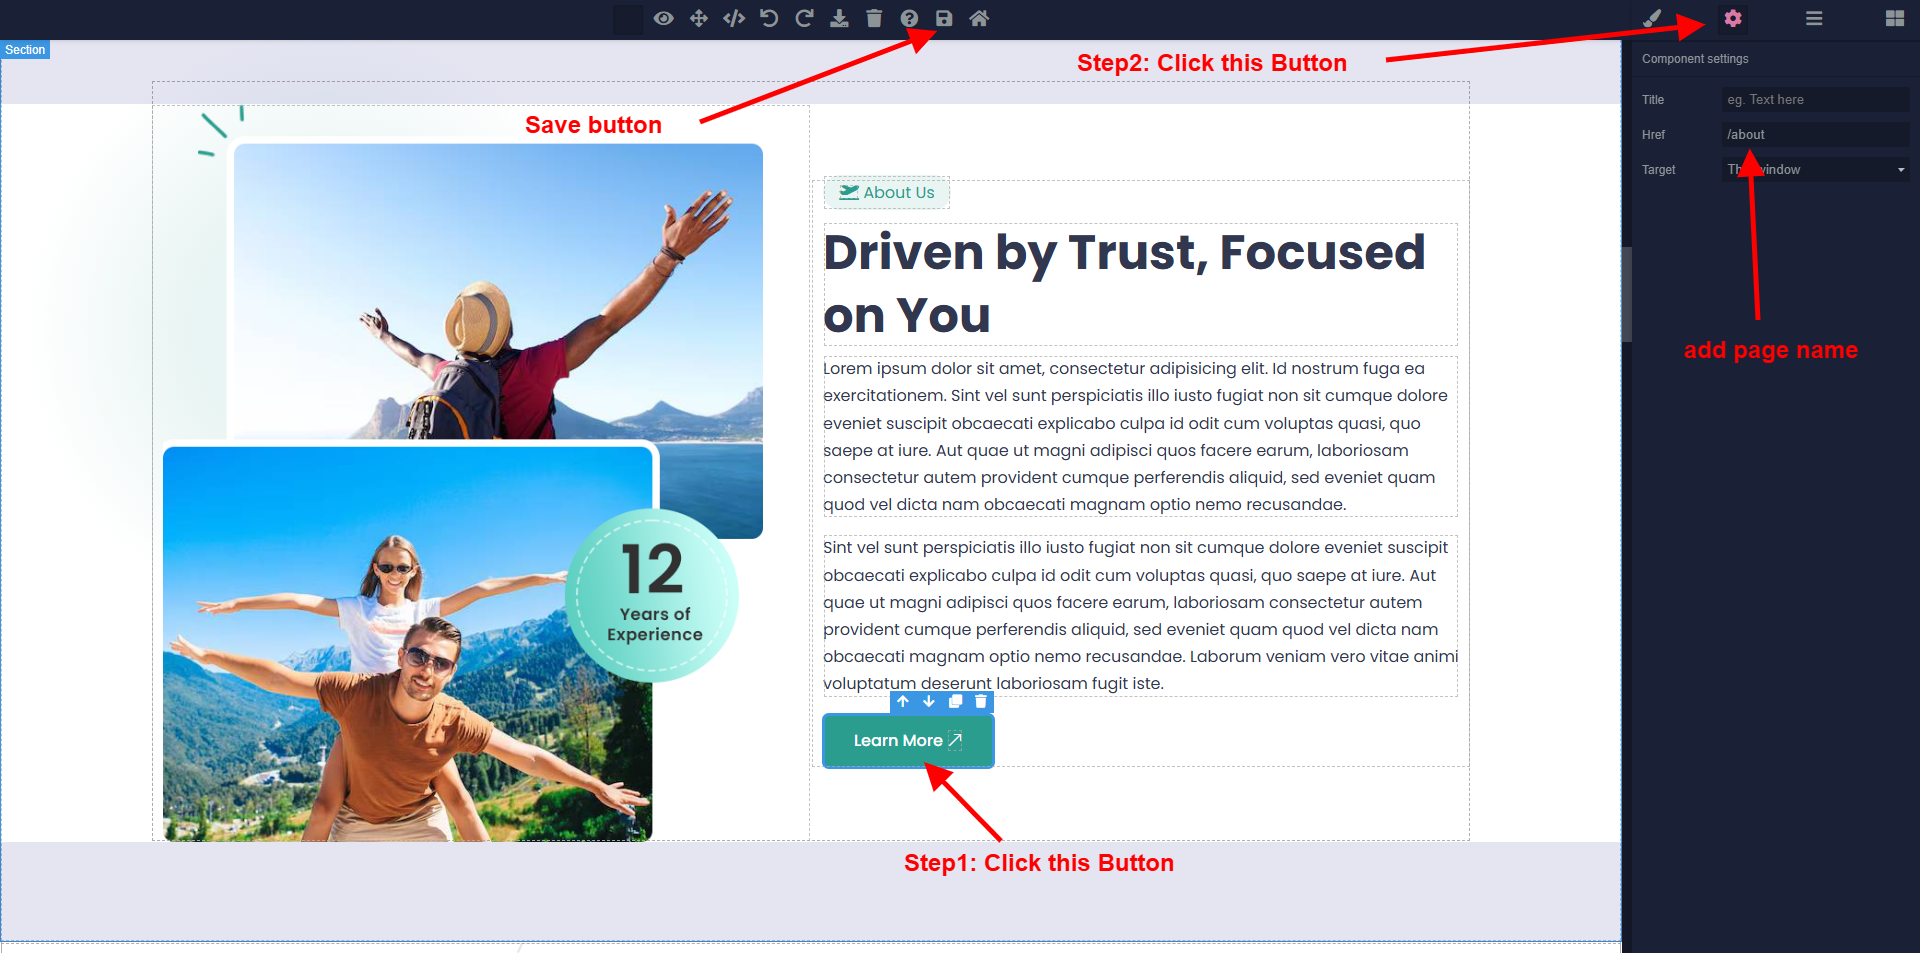 Section
Step2: Click this Button
Save button
Component settings
Title
eg. Text here
Href
/about
Target
window
add page name
About Us
Driven by Trust, Focused
on You
Lorem ipsum dolor sit amet, consectetur adipisicing elit. Id nostrum fuga ea
exercitationem. Sint vel sunt perspiciatis illo iusto fugiat non sit cumque dolore
eveniet suscipit obcaecati explicabo culpa id odit cum voluptas quasi, quo
saepe at iure. Aut quae ut magni adipisci quos facere earum, laboriosam
consectetur autem provident cumque perferendis aliquid, sed eveniet quam
quod vel dicta nam obcaecati magnam optio nemo recusandae.
Sint vel sunt perspiciatis illo iusto fugiat non sit cumque dolore eveniet suscipit
obcaecati explicabo culpa id odit cum voluptas quasi, quo saepe at iure. Aut
quae ut magni adipisci quos facere earum, laboriosam consectetur autem
provident cumque perferendis aliquid, sed eveniet quam quod vel dicta nam
obcaecati magnam optio nemo recusandae. Laborum veniam vero vitae animi
voluptatum deserunt laboriosam fugit iste.
12
Years of
Experience
Learn More
Step1: Click this Button